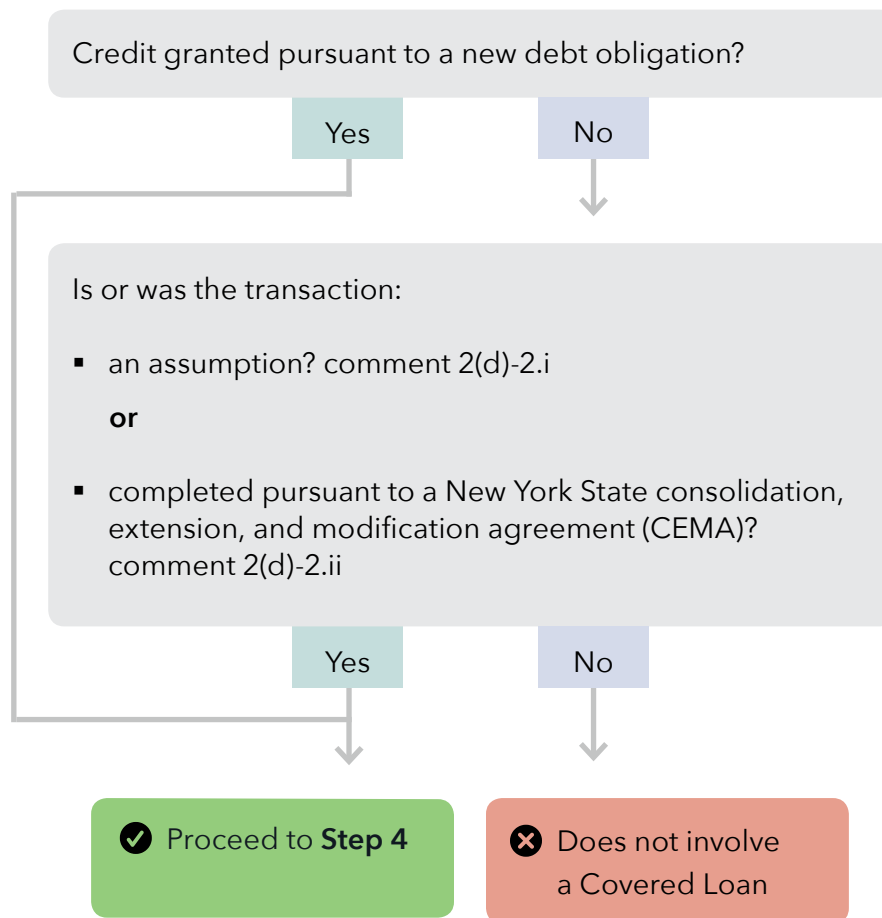 Credit granted pursuant to a new debt obligation?
Yes
No
Is or was the transaction:
▪ an assumption? comment 2(d)-2.i
or
▪ completed pursuant to a New York State consolidation,
extension, and modification agreement (CEMA)?
comment 2(d)-2.ii
Yes
No
Proceed to Step 4
Does not involve
a Covered Loan